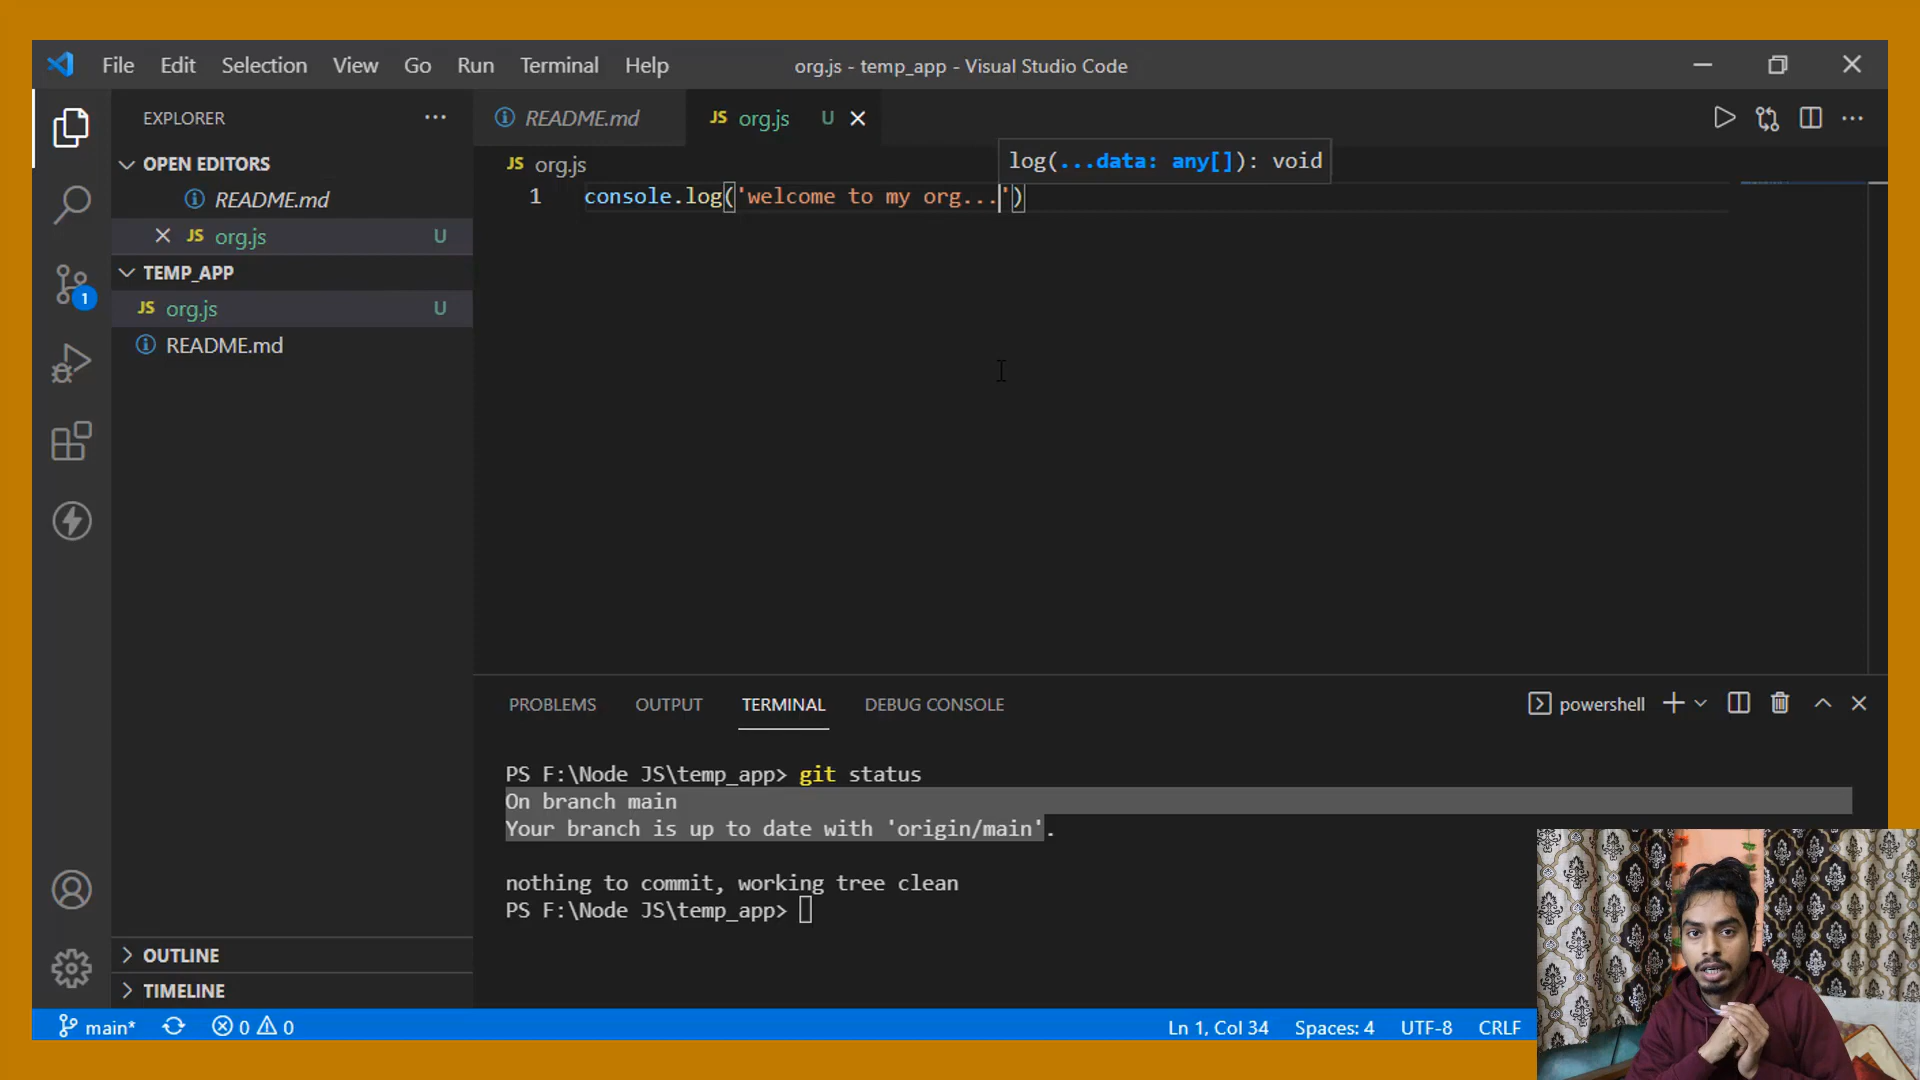 File Edit Selection View Go Run Terminal Help
org.js - temp_app - Visual Studio Code
EXPLORER
OPEN EDITORS
README.md
JS org.js U
TEMP_APP
JS org.js U
README.md
1
OUTLINE
TIMELINE
README.md
JS org.js U
JS org.js
log(...data: any[]): void
1 console.log('welcome to my org...')
PROBLEMS OUTPUT TERMINAL DEBUG CONSOLE
powershell
PS F:\Node JS\temp_app> git status
On branch main
Your branch is up to date with 'origin/main'.
nothing to commit, working tree clean
PS F:\Node JS\temp_app>
main* 0 0
Ln 1, Col 34 Spaces: 4 UTF-8 CRLF